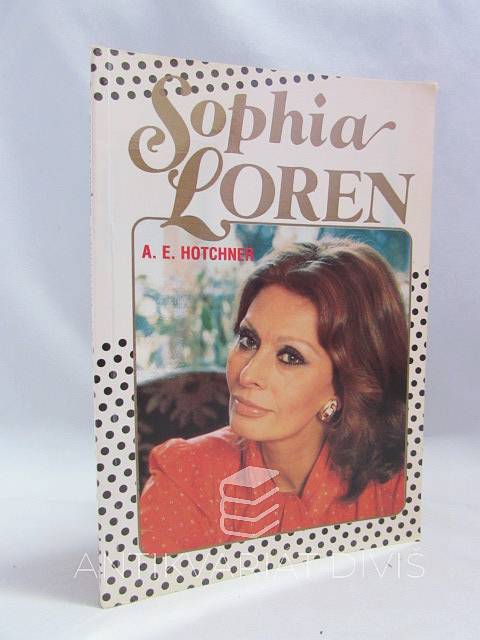 Sophia
LOREN
A. E. HOTCHNER
ANTIKVARIÁT DIVIŠ